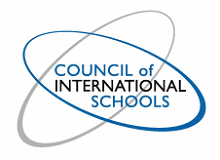 COUNCIL of
INTERNATIONAL
SCHOOLS